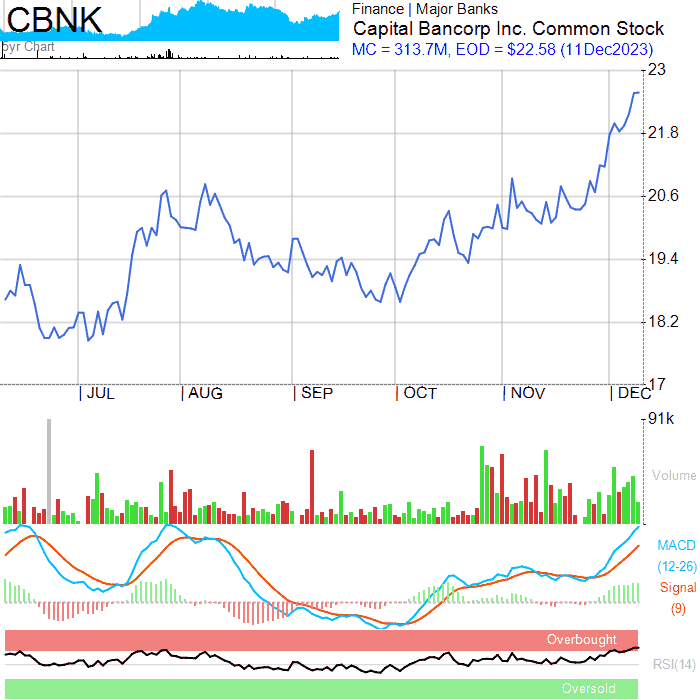 CBNK
5yr Chart
Finance | Major Banks
Capital Bancorp Inc. Common Stock
MC = 313.7M, EOD = $22.58 (11Dec2023)
23
21.8
20.6
19.4
18.2
17
JUL AUG SEP OCT NOV DEC
91k
Volume
MACD
(12-26)
Signal
(9)
Overbought
RSI(14)
Oversold